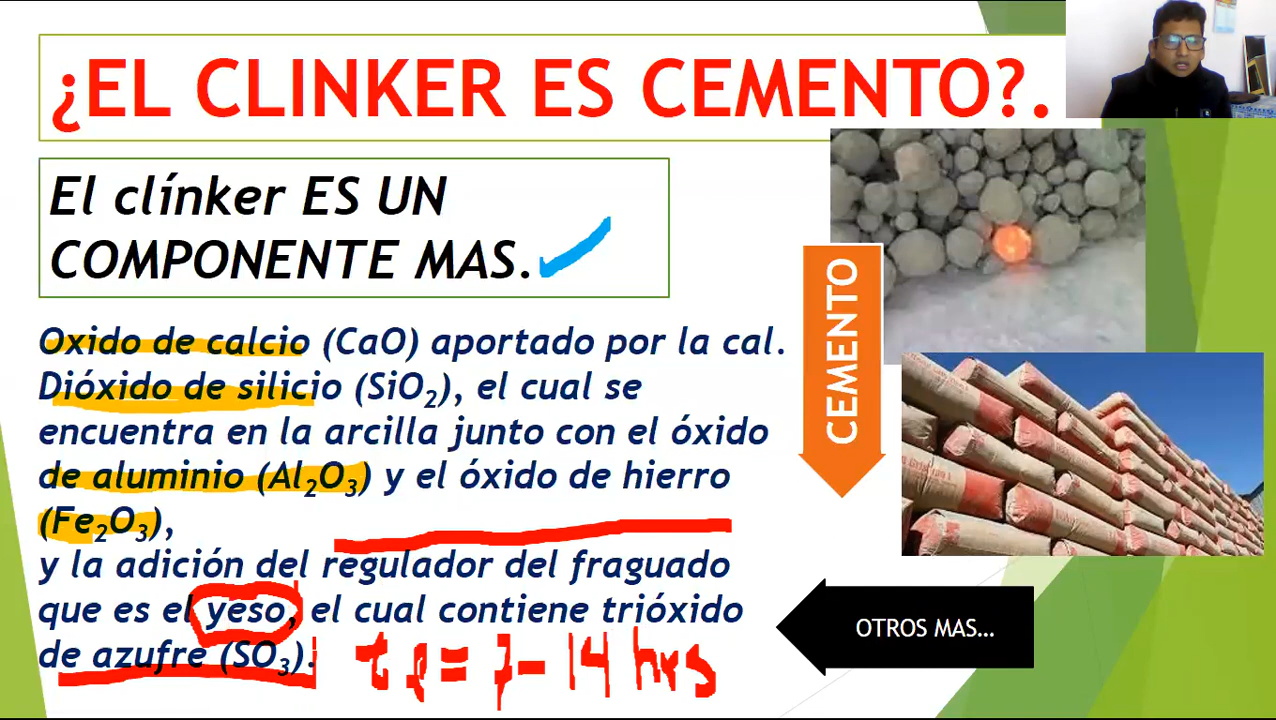 ¿EL CLINKER ES CEMENTO?.
El clínker ES UN
COMPONENTE MAS.
CEMENTO
Oxido de calcio (CaO) aportado por la cal.
Dióxido de silicio (SiO₂), el cual se
encuentra en la arcilla junto con el óxido
de aluminio (Al₂O₃) y el óxido de hierro
(Fe₂O₃),
y la adición del regulador del fraguado
que es el yeso, el cual contiene trióxido
de azufre (SO₃).
OTROS MAS...